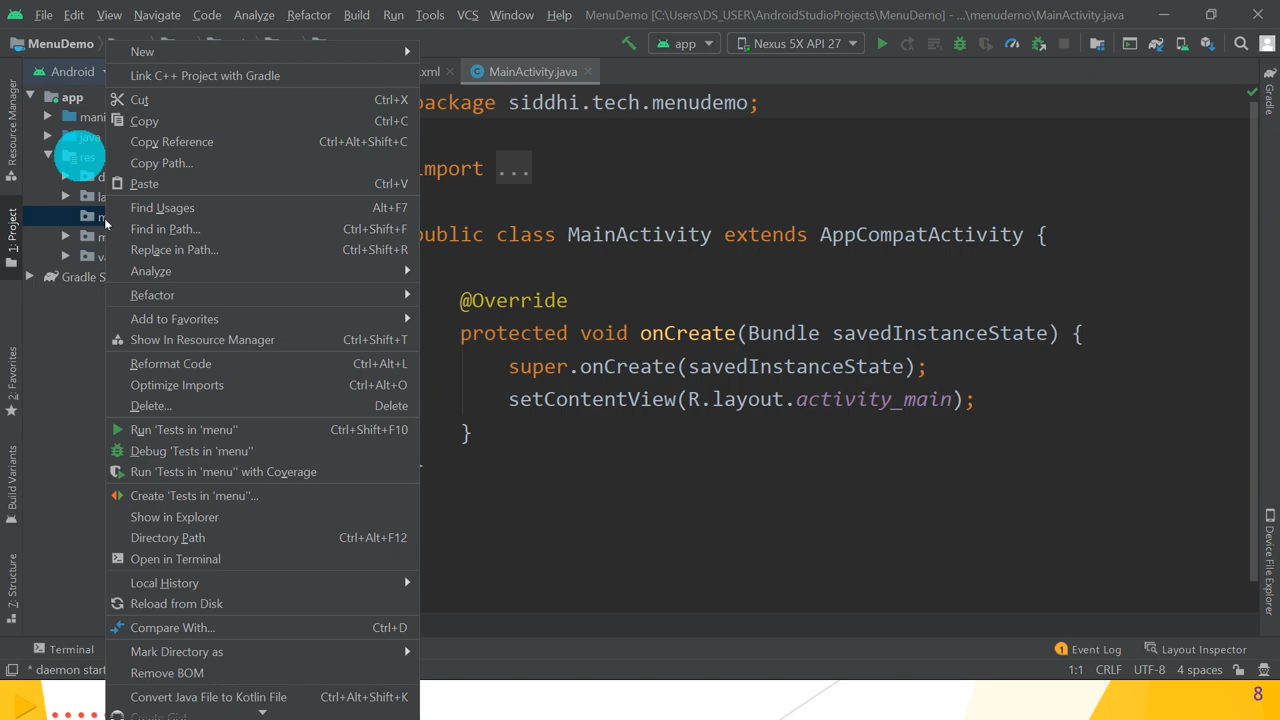 File Edit View Navigate Code Analyze Refactor Build Run Tools VCS Window Help MenuDemo [C:\Users\DS_USER\AndroidStudioProjects\MenuDemo] - ...\menudemo\MainActivity.java
MenuDemo
app
Nexus 5X API 27
Android
.xml
MainActivity.java
app
mani
java
res
Gradle S
New
Link C++ Project with Gradle
Cut Ctrl+X
Copy Ctrl+C
Copy Reference Ctrl+Alt+Shift+C
Copy Path...
Paste Ctrl+V
Find Usages Alt+F7
Find in Path... Ctrl+Shift+F
Replace in Path... Ctrl+Shift+R
Analyze
Refactor
Add to Favorites
Show In Resource Manager Ctrl+Shift+T
Reformat Code Ctrl+Alt+L
Optimize Imports Ctrl+Alt+O
Delete... Delete
Run 'Tests in 'menu'' Ctrl+Shift+F10
Debug 'Tests in 'menu''
Run 'Tests in 'menu'' with Coverage
Create 'Tests in 'menu''...
Show in Explorer
Directory Path Ctrl+Alt+F12
Open in Terminal
Local History
Reload from Disk
Compare With... Ctrl+D
Mark Directory as
Remove BOM
Convert Java File to Kotlin File Ctrl+Alt+Shift+K
package siddhi.tech.menudemo;
import ...
public class MainActivity extends AppCompatActivity {
@Override
protected void onCreate(Bundle savedInstanceState) {
super.onCreate(savedInstanceState);
setContentView(R.layout.activity_main);
}
Resource Manager
1: Project
2: Favorites
Build Variants
7: Structure
Gradle
Device File Explorer
Terminal
1 Event Log
Layout Inspector
* daemon start
1:1 CRLF UTF-8 4 spaces
8